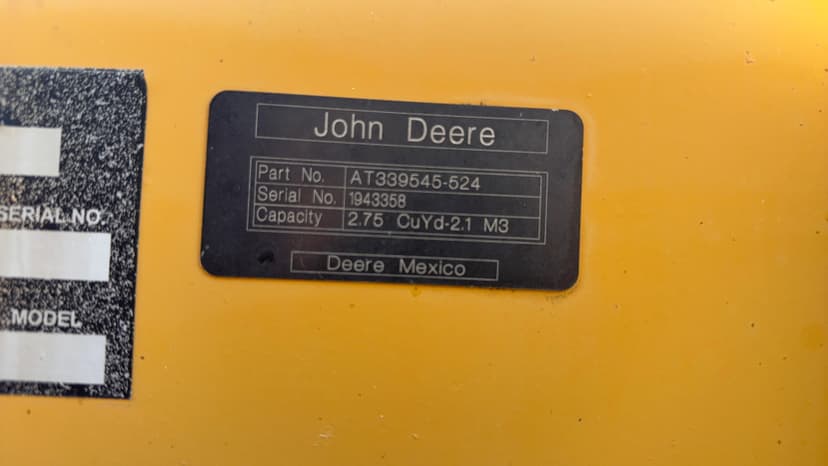 John Deere
Part No. AT339545-524
Serial No. 1943358
Capacity 2.75 CuYd-2.1 M3
Deere Mexico
SERIAL NO.
MODEL